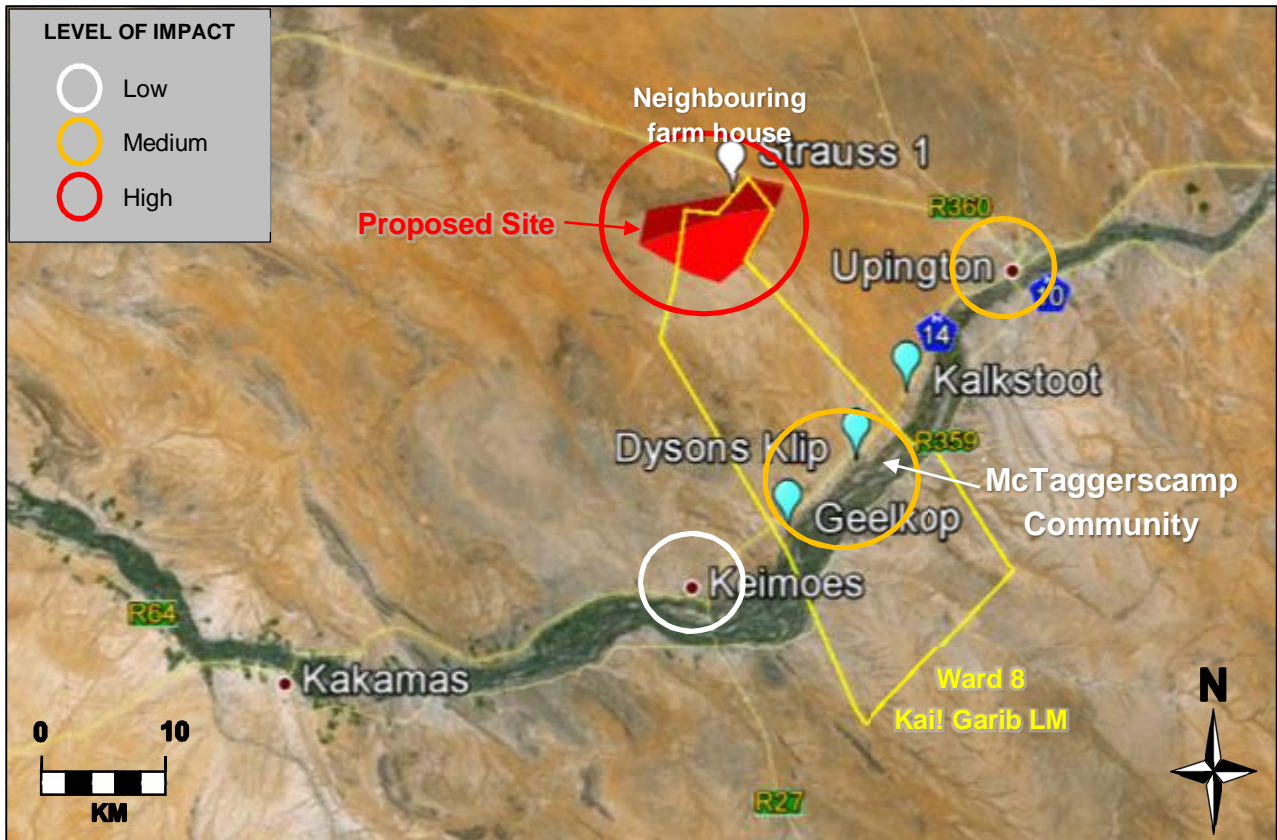 LEVEL OF IMPACT
Low
Medium
High
Neighbouring
farm house
Strauss 1
Proposed Site
R360
Upington
10
N
14
Kalkstoot
Dysons Klip
R359
McTaggerscamp
Community
Geelkop
Keimoes
R64
Kakamas
Ward 8
Kai! Garib LM
N
0 10
KM
R27